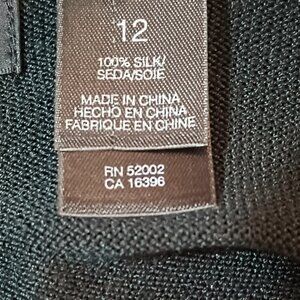 12
100% SILK/
SEDA/SOIE
MADE IN CHINA
HECHO EN CHINA
FABRIQUE EN CHINE
RN 52002
CA 16396